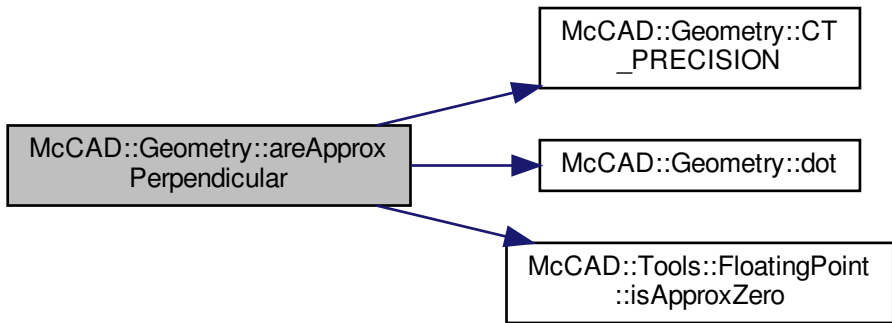 McCAD::Geometry::areApprox
Perpendicular
McCAD::Geometry::CT
_PRECISION
McCAD::Geometry::dot
McCAD::Tools::FloatingPoint
::isApproxZero